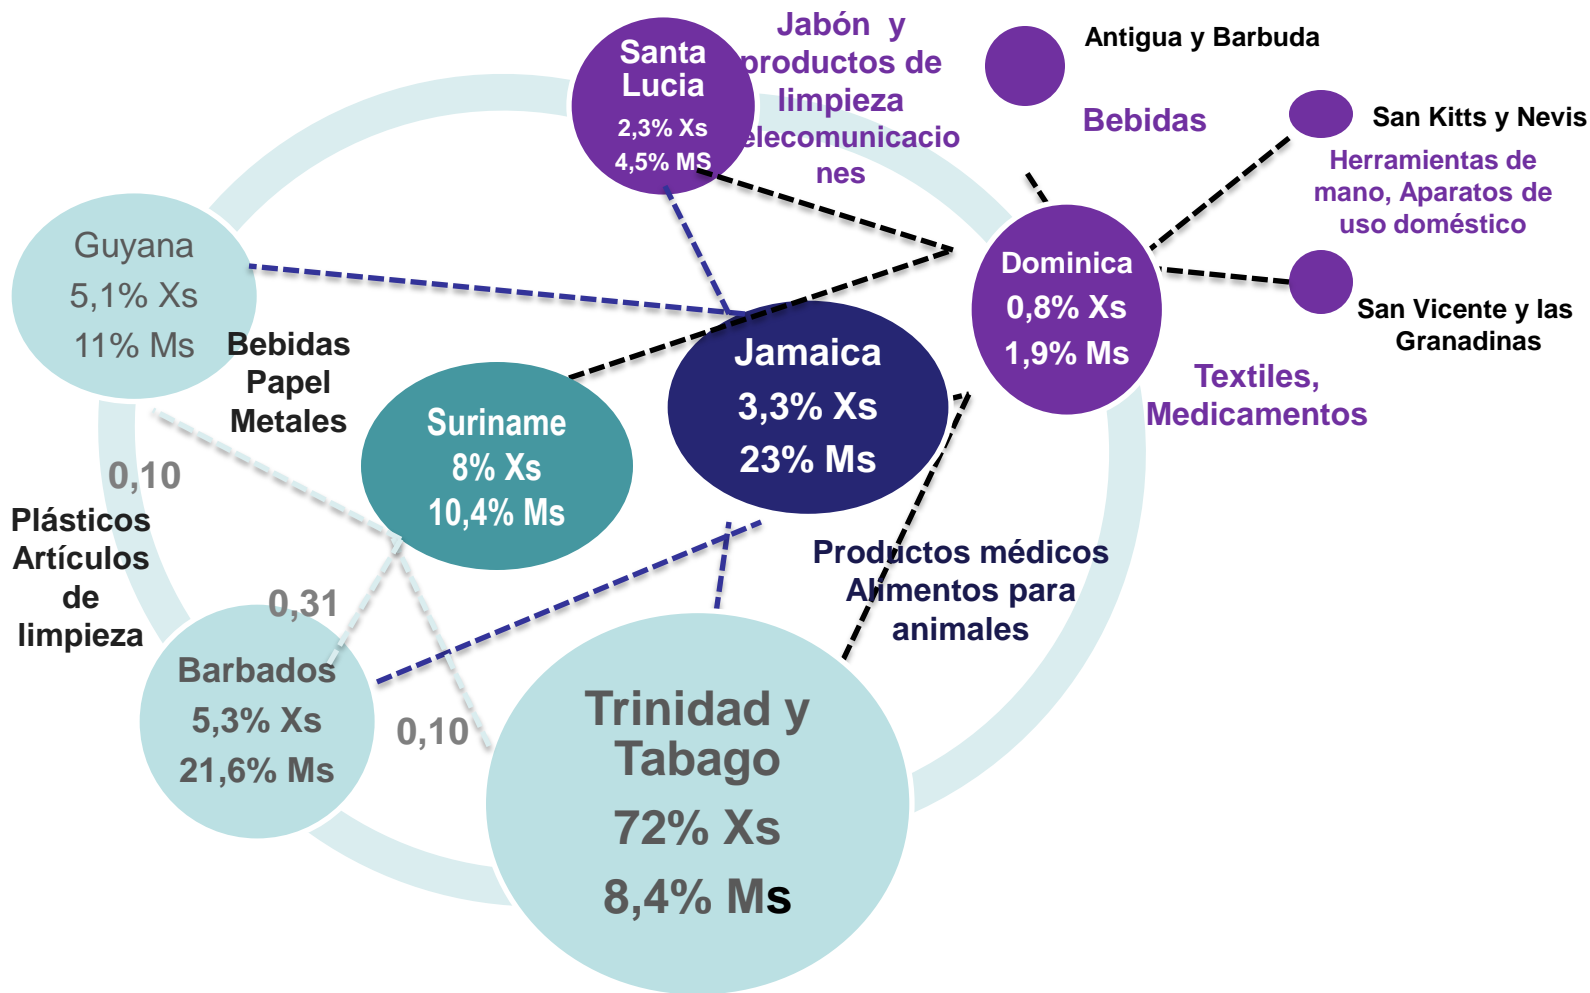 Santa
Lucia
2,3% Xs
4,5% MS
Jabón y
productos de
limpieza
elecomunicacio
nes
Antigua y Barbuda
Bebidas
San Kitts y Nevis
Herramientas de
mano, Aparatos de
uso doméstico
Guyana
5,1% Xs
11% Ms
Dominica
0,8% Xs
1,9% Ms
San Vicente y las
Granadinas
Textiles,
Medicamentos
Bebidas
Papel
Metales
Jamaica
3,3% Xs
23% Ms
Suriname
8% Xs
10,4% Ms
0,10
Plásticos
Artículos
de
limpieza
0,31
Productos médicos
Alimentos para
animales
Barbados
5,3% Xs
21,6% Ms
0,10
Trinidad y
Tabago
72% Xs
8,4% Ms